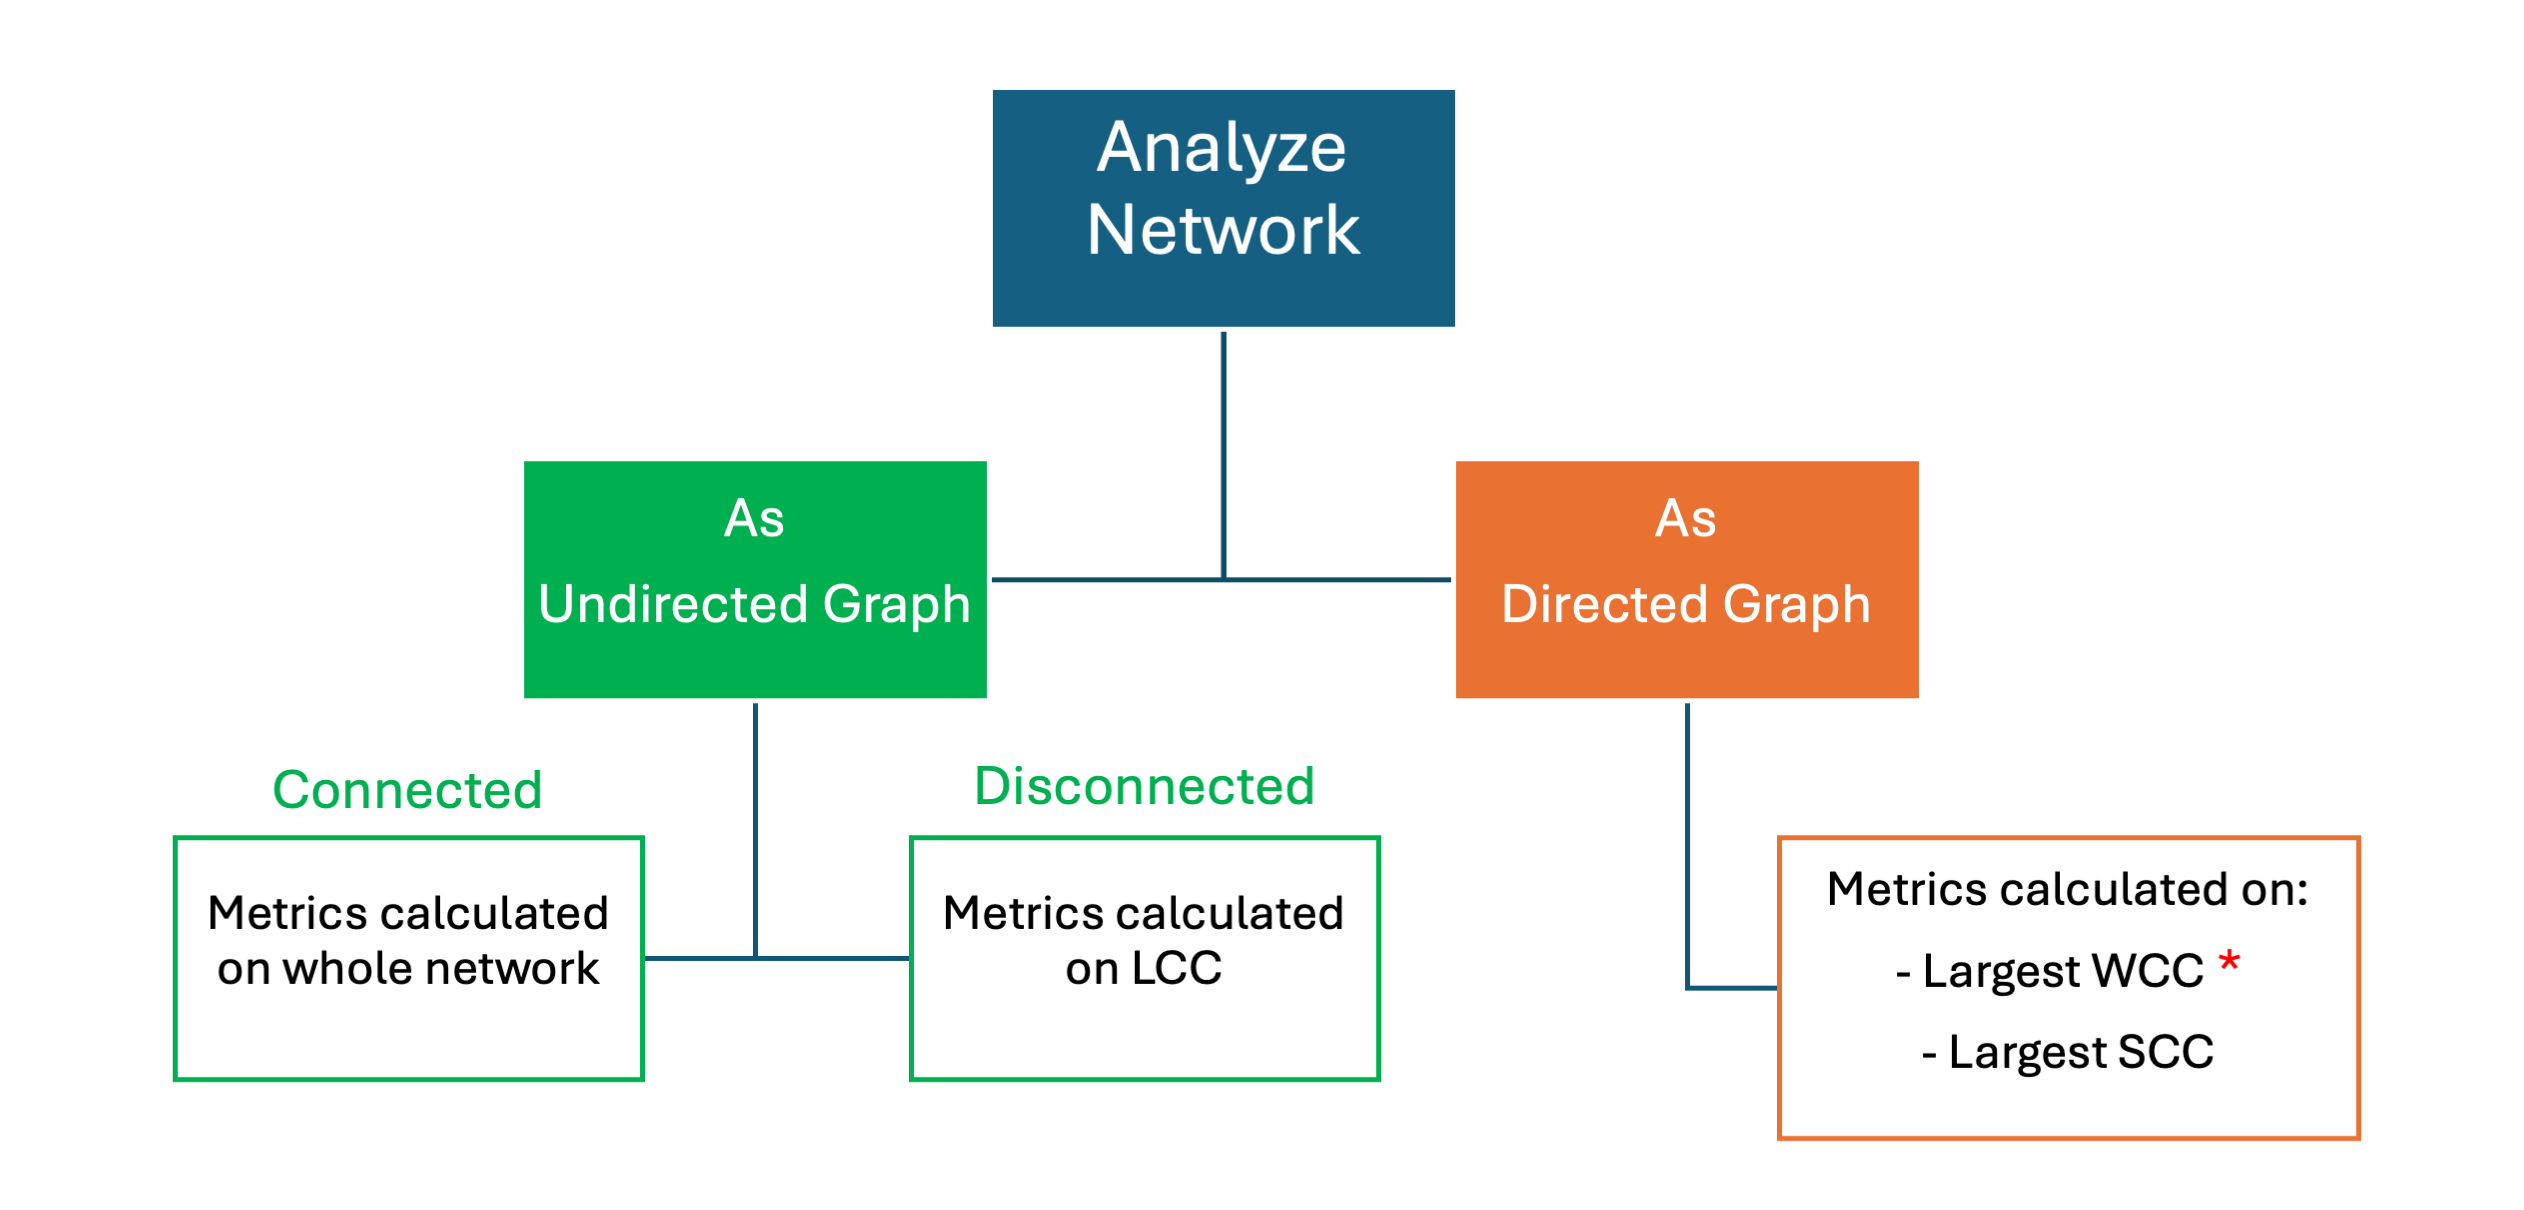 Analyze
Network
As
Undirected Graph
As
Directed Graph
Connected
Disconnected
Metrics calculated
on whole network
Metrics calculated
on LCC
Metrics calculated on:
- Largest WCC *
- Largest SCC